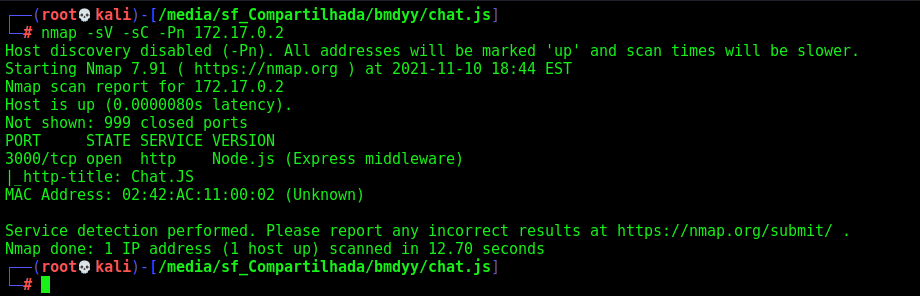 ┌──(root💀kali)-[/media/sf_Compartilhada/bmdyy/chat.js]
└─# nmap -sV -sC -Pn 172.17.0.2
Host discovery disabled (-Pn). All addresses will be marked 'up' and scan times will be slower.
Starting Nmap 7.91 ( https://nmap.org ) at 2021-11-10 18:44 EST
Nmap scan report for 172.17.0.2
Host is up (0.0000080s latency).
Not shown: 999 closed ports
PORT     STATE SERVICE VERSION
3000/tcp open  http    Node.js (Express middleware)
|_http-title: Chat.JS
MAC Address: 02:42:AC:11:00:02 (Unknown)

Service detection performed. Please report any incorrect results at https://nmap.org/submit/ .
Nmap done: 1 IP address (1 host up) scanned in 12.70 seconds
┌──(root💀kali)-[/media/sf_Compartilhada/bmdyy/chat.js]
└─#